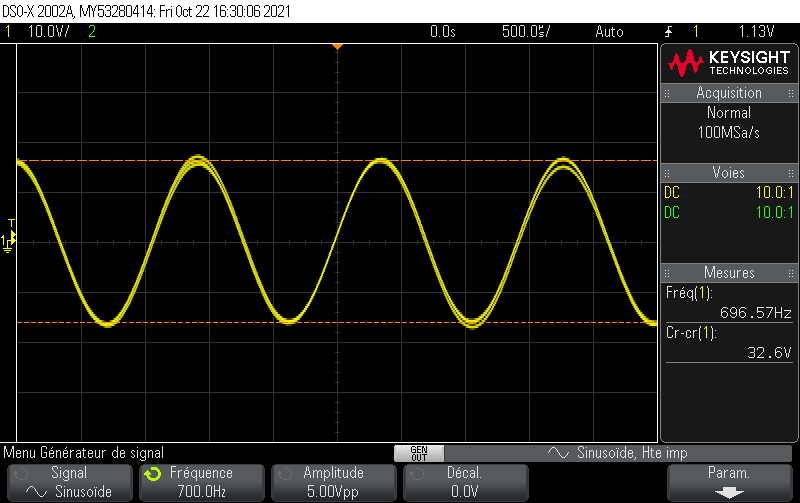 DSO-X 2002A, MY53280414: Fri Oct 22 16:30:06 2021
1 10.0V/ 2 0.0s 500.0µs/ Auto 1 1.13V
KEYSIGHT
TECHNOLOGIES
Acquisition
Normal
100MSa/s
Voies
DC 10.0:1
DC 10.0:1
T
1
Mesures
Fréq(1):
696.57Hz
Cr-cr(1):
32.6V
Menu Générateur de signal
GEN
OUT
Sinusoïde, Hte imp
Signal
Sinusoïde
Fréquence
700.0Hz
Amplitude
5.00Vpp
Décal.
0.0V
Param.